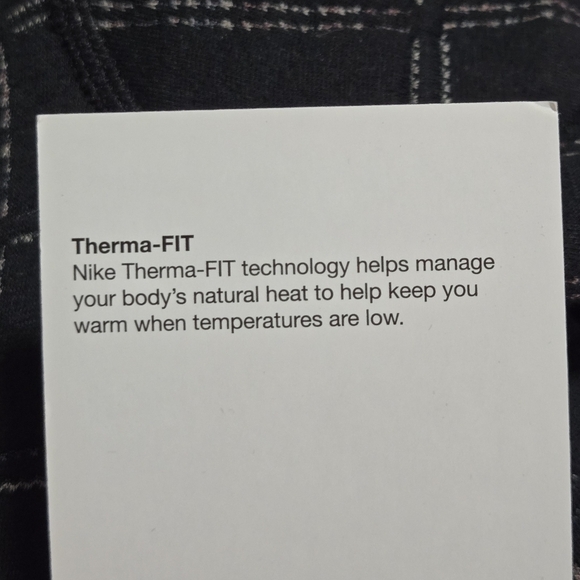 Therma-FIT
Nike Therma-FIT technology helps manage
your body's natural heat to help keep you
warm when temperatures are low.